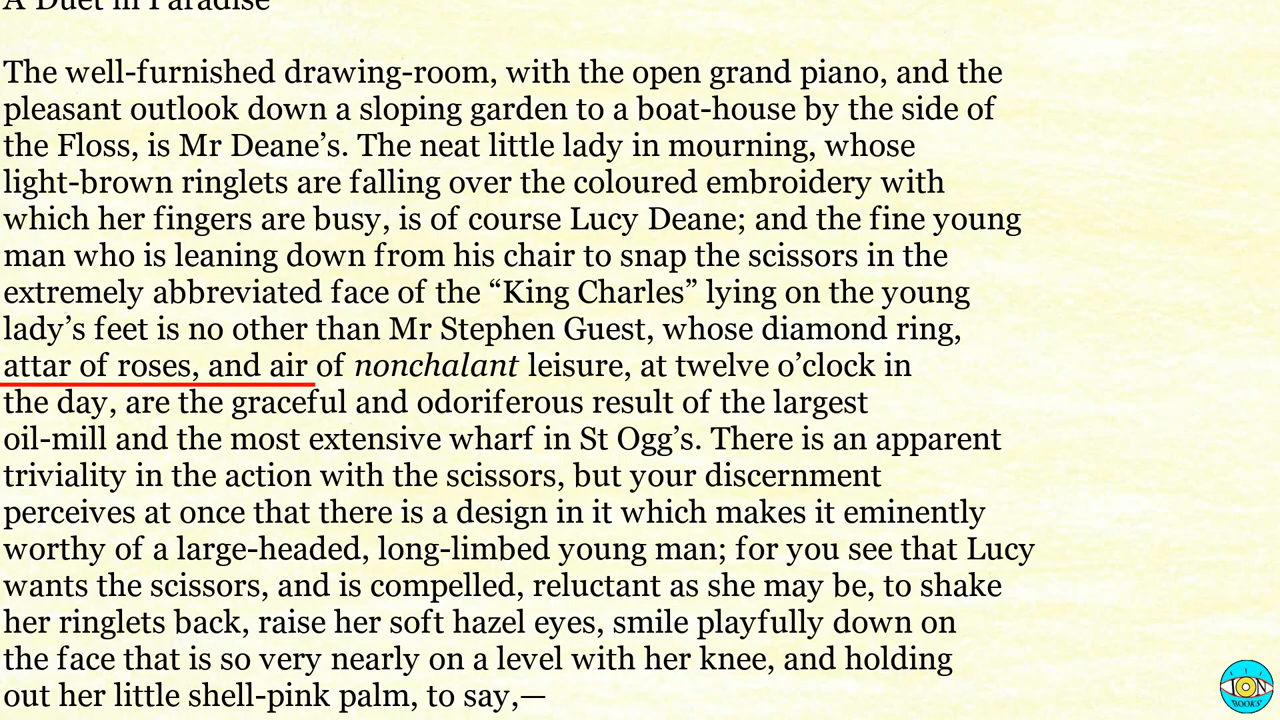 A Duet in Paradise
The well-furnished drawing-room, with the open grand piano, and the
pleasant outlook down a sloping garden to a boat-house by the side of
the Floss, is Mr Deane’s. The neat little lady in mourning, whose
light-brown ringlets are falling over the coloured embroidery with
which her fingers are busy, is of course Lucy Deane; and the fine young
man who is leaning down from his chair to snap the scissors in the
extremely abbreviated face of the “King Charles” lying on the young
lady’s feet is no other than Mr Stephen Guest, whose diamond ring,
attar of roses, and air of nonchalant leisure, at twelve o’clock in
the day, are the graceful and odoriferous result of the largest
oil-mill and the most extensive wharf in St Ogg’s. There is an apparent
triviality in the action with the scissors, but your discernment
perceives at once that there is a design in it which makes it eminently
worthy of a large-headed, long-limbed young man; for you see that Lucy
wants the scissors, and is compelled, reluctant as she may be, to shake
her ringlets back, raise her soft hazel eyes, smile playfully down on
the face that is so very nearly on a level with her knee, and holding
out her little shell-pink palm, to say,—
ION
BOOKS